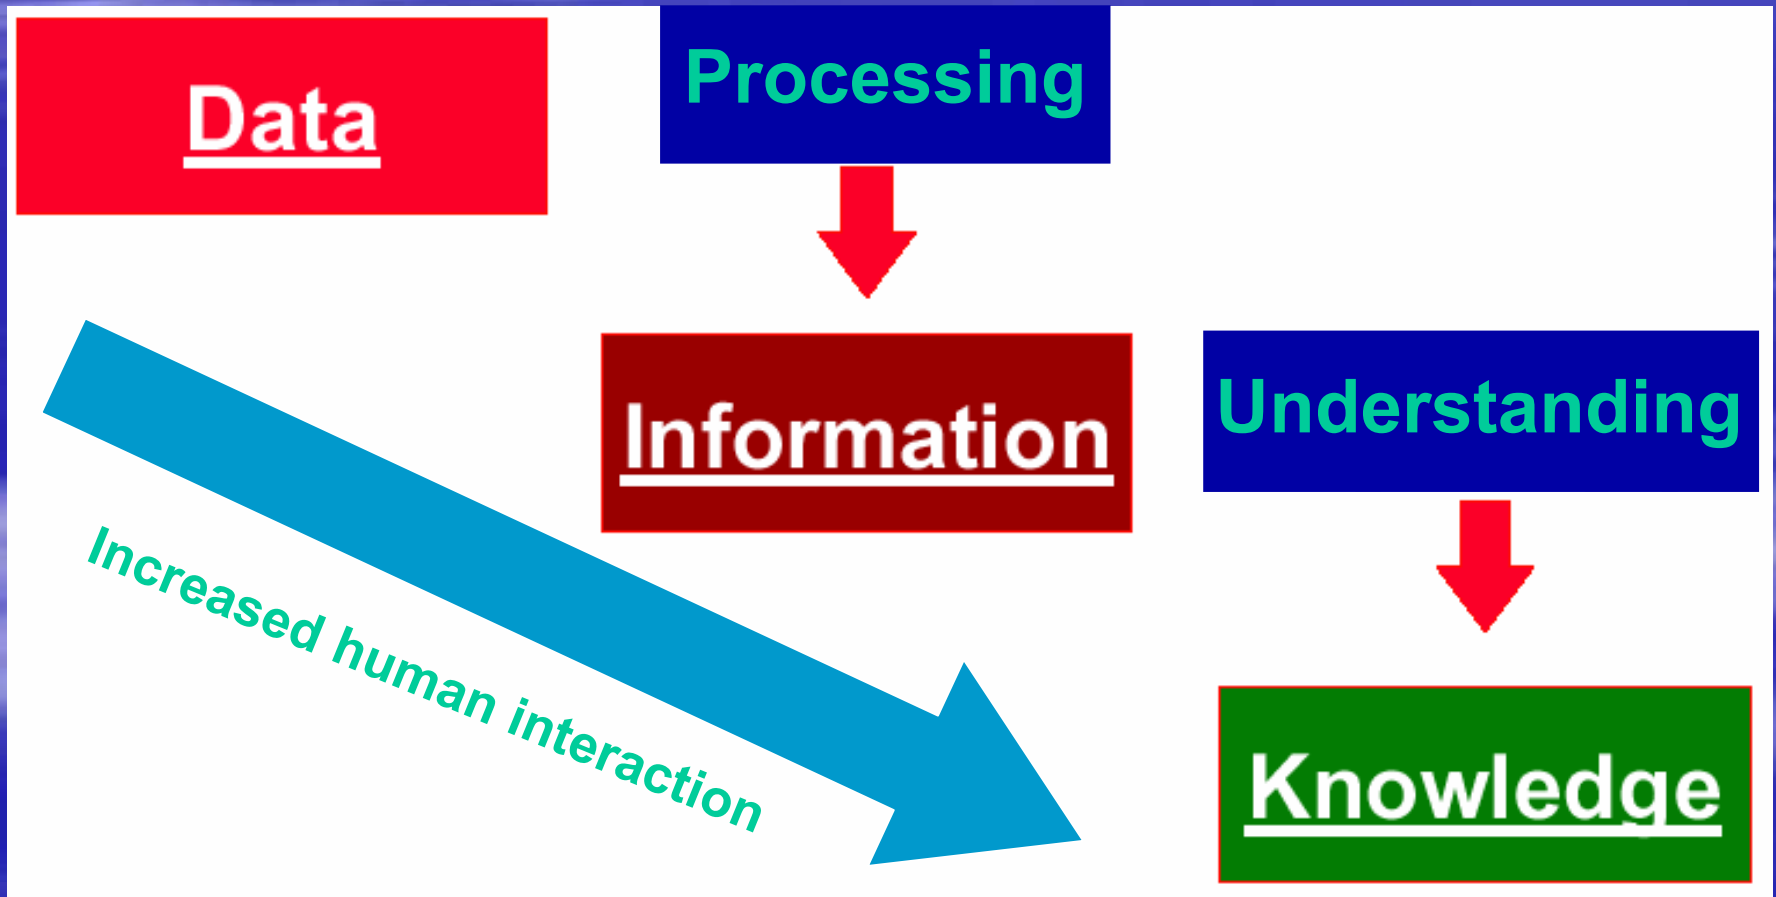 Data
Processing
Information
Understanding
Increased human interaction
Knowledge